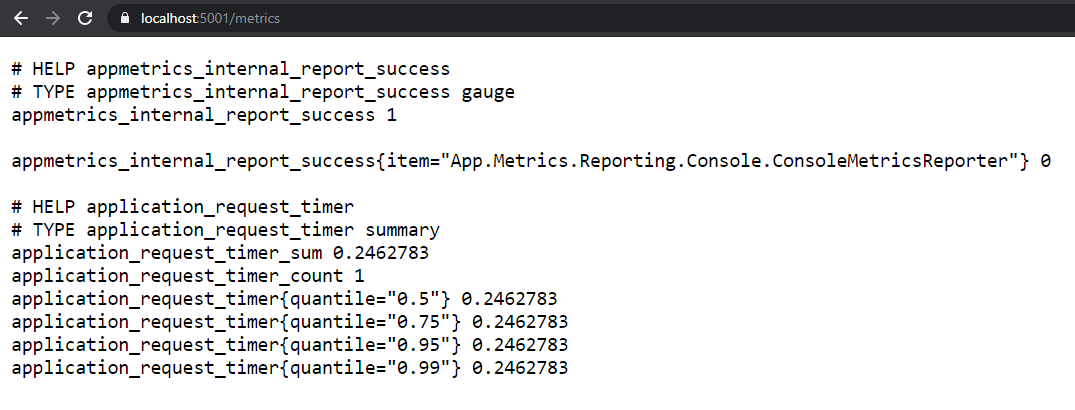 localhost:5001/metrics
# HELP appmetrics_internal_report_success
# TYPE appmetrics_internal_report_success gauge
appmetrics_internal_report_success 1
appmetrics_internal_report_success{item="App.Metrics.Reporting.Console.ConsoleMetricsReporter"} 0
# HELP application_request_timer
# TYPE application_request_timer summary
application_request_timer_sum 0.2462783
application_request_timer_count 1
application_request_timer{quantile="0.5"} 0.2462783
application_request_timer{quantile="0.75"} 0.2462783
application_request_timer{quantile="0.95"} 0.2462783
application_request_timer{quantile="0.99"} 0.2462783